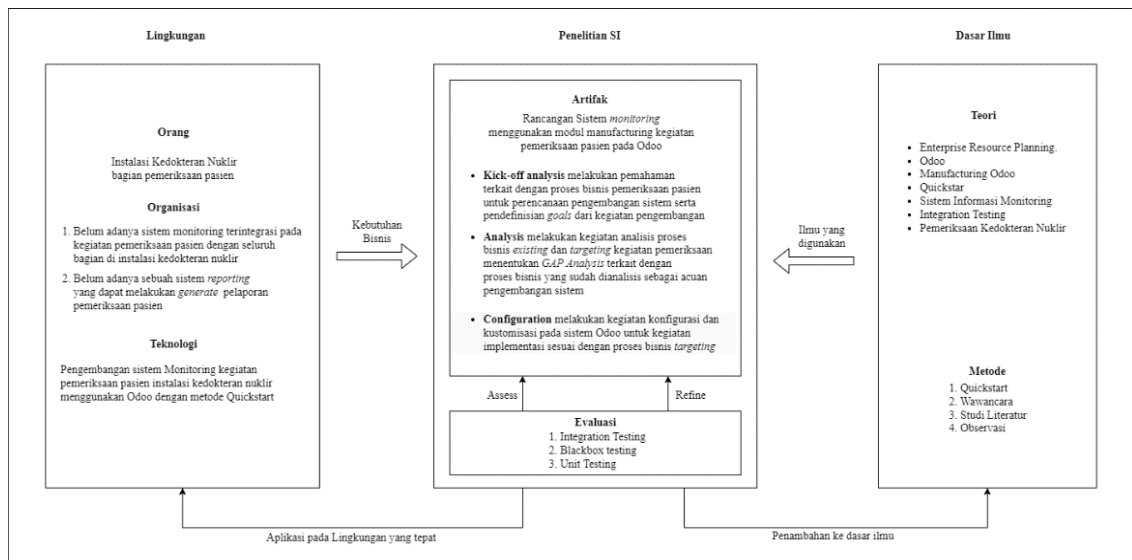 Lingkungan
Orang
Instalasi Kedokteran Nuklir
bagian pemeriksaan pasien
Organisasi
1. Belum adanya sistem monitoring terintegrasi pada
kegiatan pemeriksaan pasien dengan seluruh
bagian di instalasi kedokteran nuklir
2. Belum adanya sebuah sistem reporting
yang dapat melakukan generate pelaporan
pemeriksaan pasien
Teknologi
Pengembangan sistem Monitoring kegiatan
pemeriksaan pasien instalasi kedokteran nuklir
menggunakan Odoo dengan metode Quickstart
Kebutuhan
Bisnis
Penelitian SI
Artifak
Rancangan Sistem monitoring
menggunakan modul manufacturing kegiatan
pemeriksaan pasien pada Odoo
• Kick-off analysis melakukan pemahaman
terkait dengan proses bisnis pemeriksaan pasien
untuk perencanaan pengembangan sistem serta
pendefinisian goals dari kegiatan pengembangan
• Analysis melakukan kegiatan analisis proses
bisnis existing dan targeting kegiatan pemeriksaan
menentukan GAP Analysis terkait dengan
proses bisnis yang sudah dianalisis sebagai acuan
pengembangan sistem
• Configuration melakukan kegiatan konfigurasi dan
kustomisasi pada sistem Odoo untuk kegiatan
implementasi sesuai dengan proses bisnis targeting
Assess
Refine
Evaluasi
1. Integration Testing
2. Blackbox testing
3. Unit Testing
Ilmu yang
digunakan
Dasar Ilmu
Teori
• Enterprise Resource Planning.
• Odoo
• Manufacturing Odoo
• Quickstar
• Sistem Informasi Monitoring
• Integration Testing
• Pemeriksaan Kedokteran Nuklir
Metode
1. Quickstart
2. Wawancara
3. Studi Literatur
4. Observasi
Aplikasi pada Lingkungan yang tepat
Penambahan ke dasar ilmu